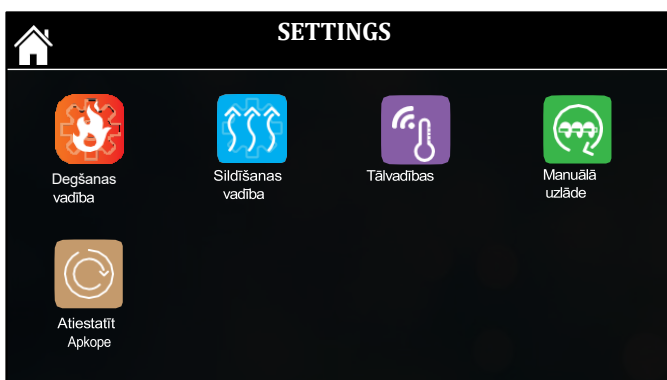 SETTINGS
Degšanas
vadība
Sildīšanas
vadība
Tālvadības
Manuālā
uzlāde
Atiestatīt
Apkope